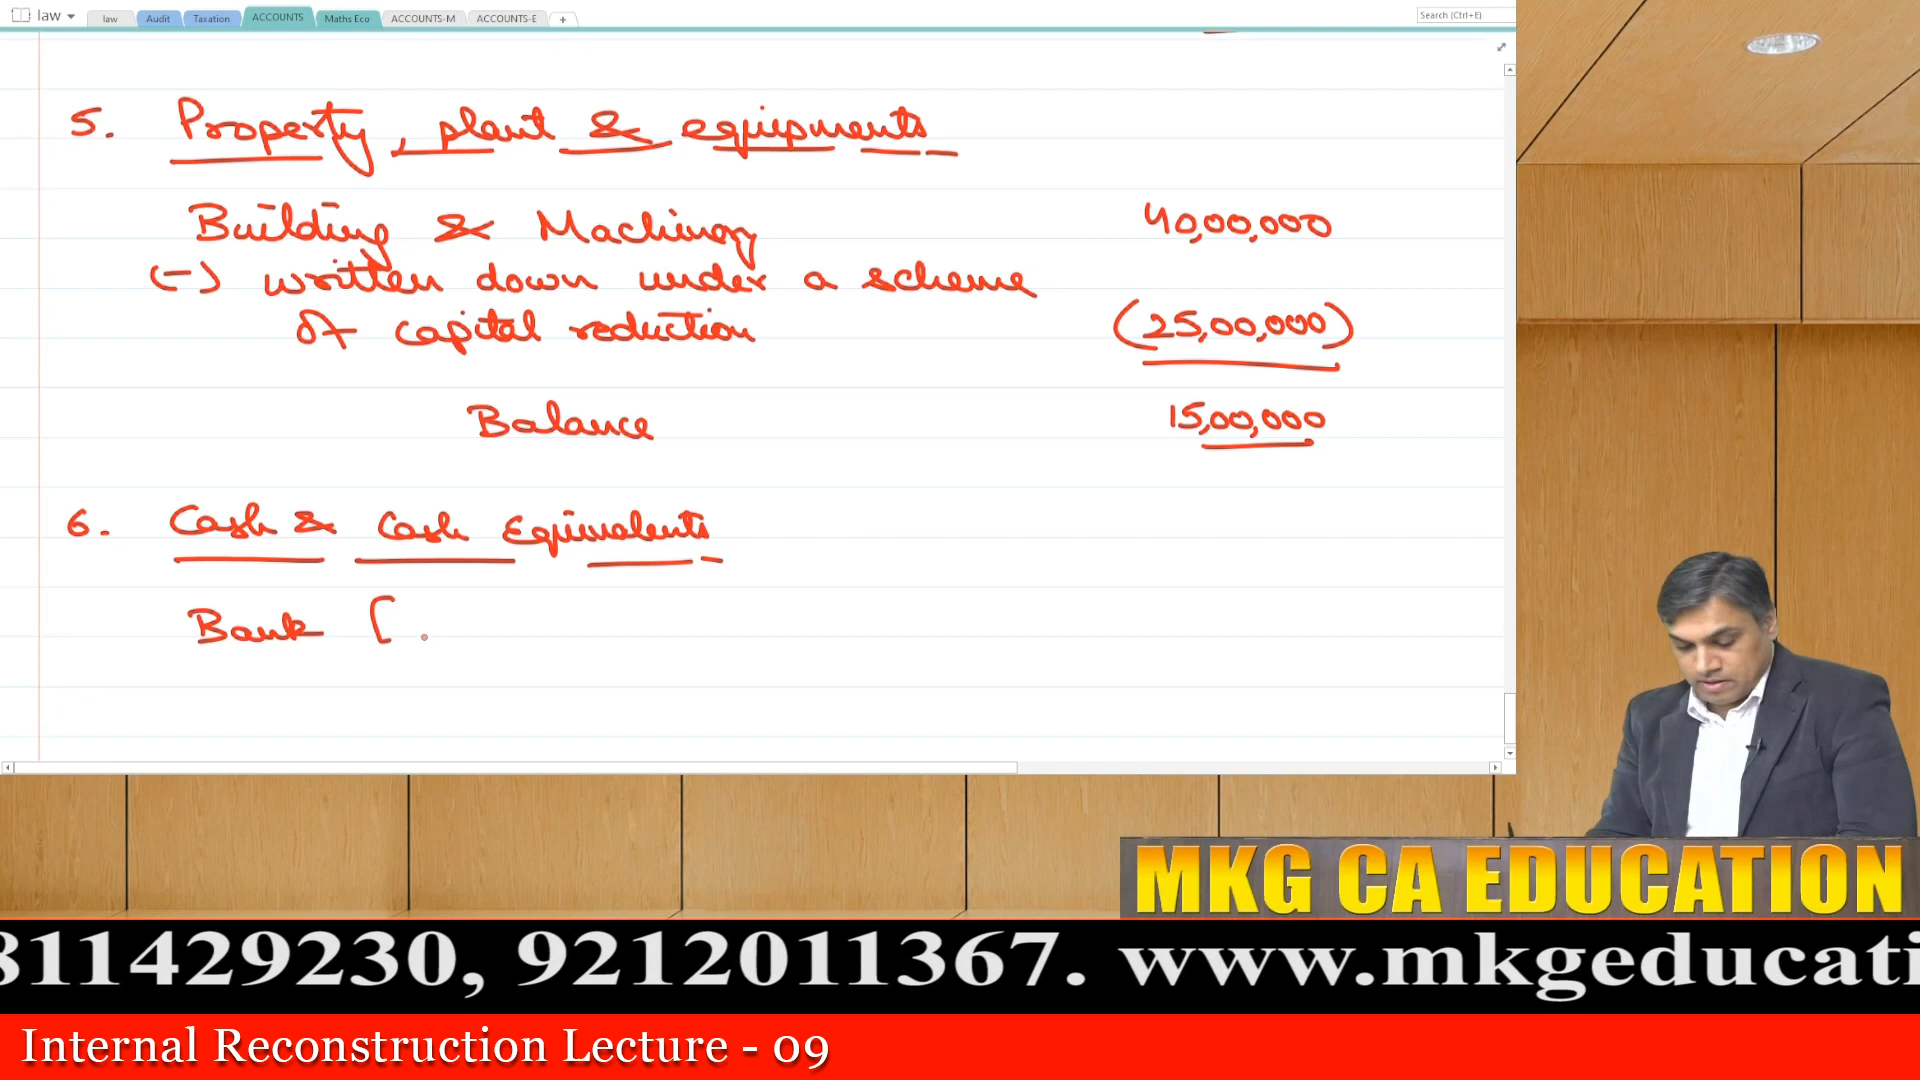 law
law Audit Taxation ACCOUNTS Maths Eco ACCOUNTS-M ACCOUNTS-E +
Search (Ctrl+E)
5. Property, plant & equipments
Building & Machinery 40,00,000
(-) written down under a scheme
of capital reduction (25,00,000)
Balance 15,00,000
6. Cash & Cash Equivalents
Bank [
MKG CA EDUCATION
811429230, 9212011367. www.mkgeducati
Internal Reconstruction Lecture - 09